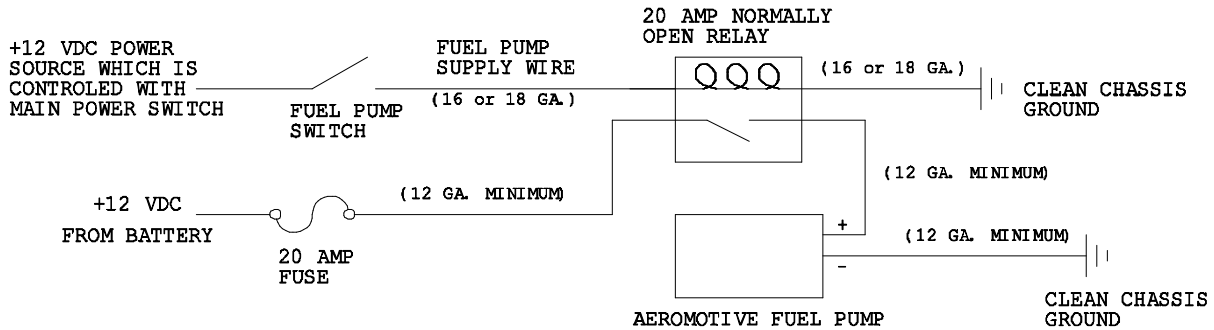 20 AMP NORMALLY
OPEN RELAY
+12 VDC POWER
SOURCE WHICH IS
CONTROLED WITH
MAIN POWER SWITCH
FUEL PUMP
SWITCH
FUEL PUMP
SUPPLY WIRE
(16 or 18 GA.)
(16 or 18 GA.)
CLEAN CHASSIS
GROUND
+12 VDC
FROM BATTERY
20 AMP
FUSE
(12 GA. MINIMUM)
(12 GA. MINIMUM)
+
-
(12 GA. MINIMUM)
CLEAN CHASSIS
GROUND
AEROMOTIVE FUEL PUMP